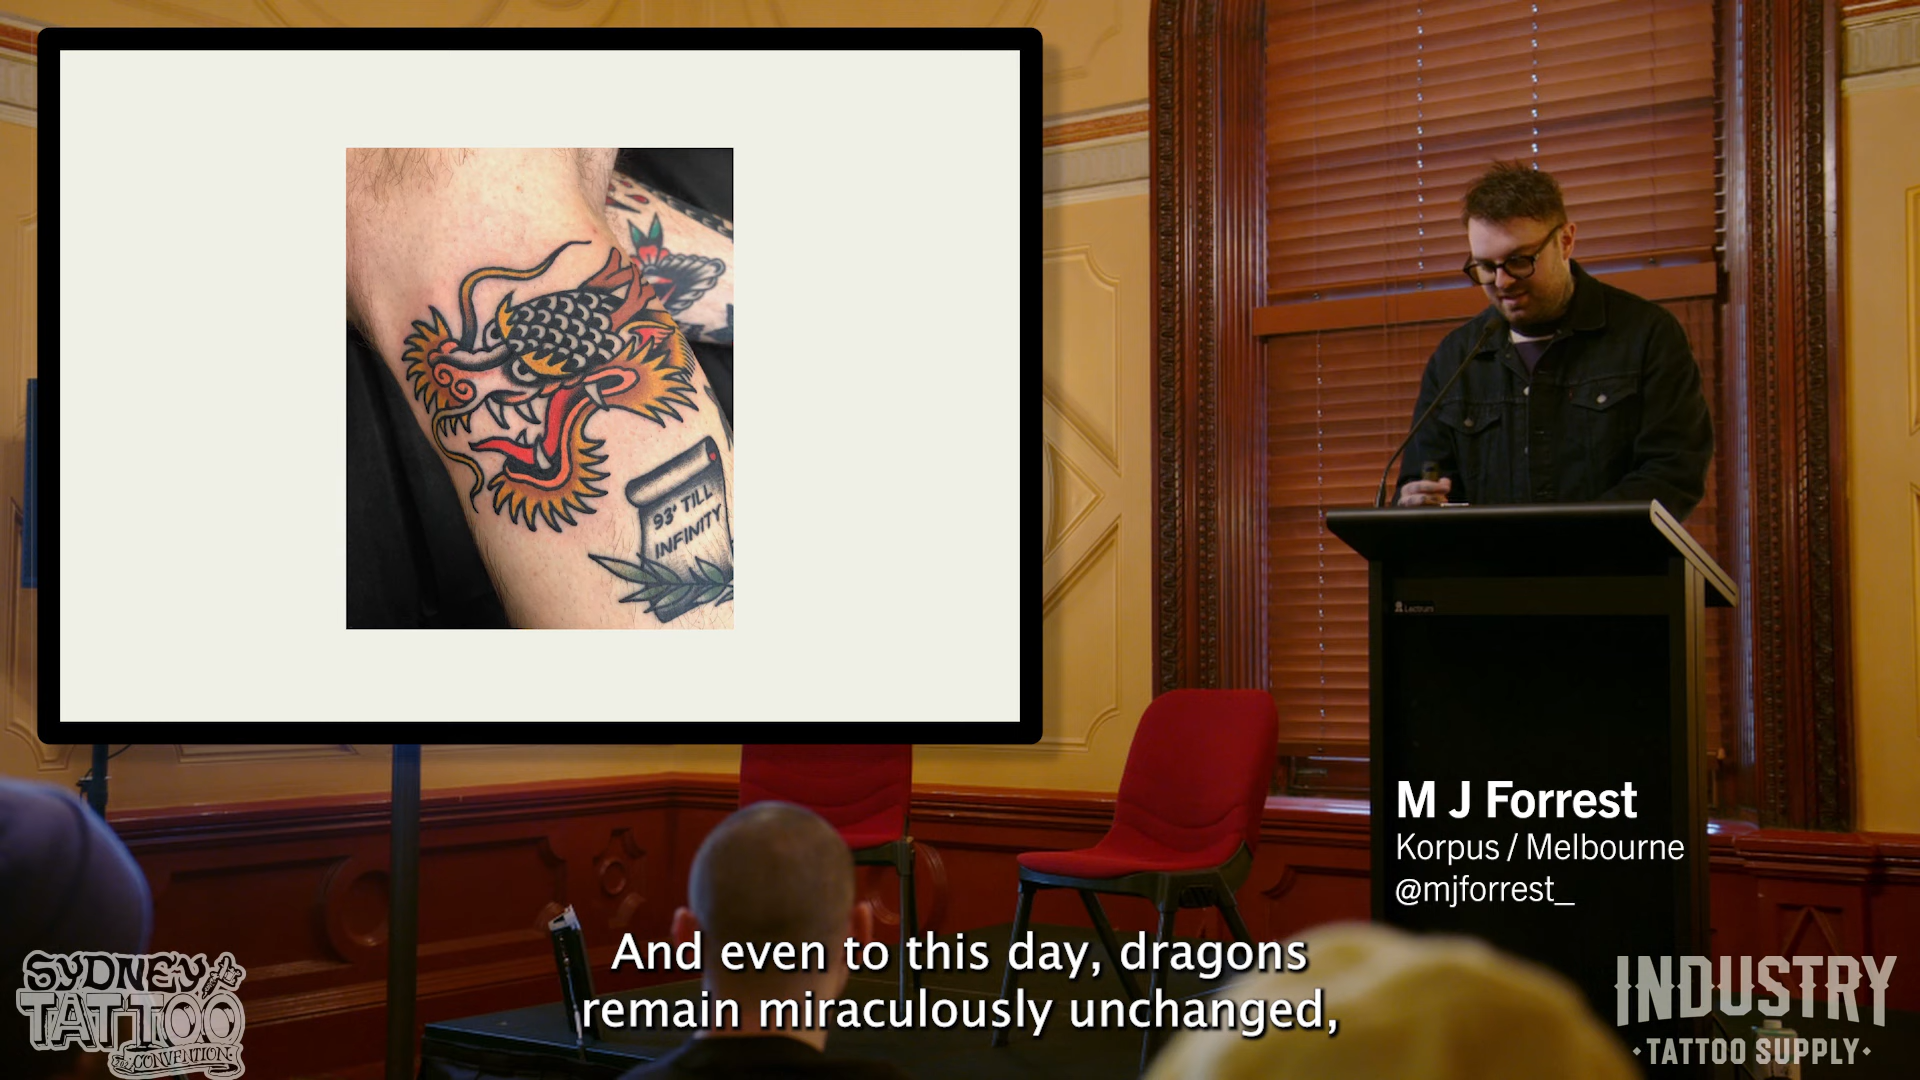 93' TILL
INFINITY
Lectrum
M J Forrest
Korpus / Melbourne
@mjforrest_
And even to this day, dragons
remain miraculously unchanged,
SYDNEY
TATTOO
CONVENTION
INDUSTRY
•TATTOO SUPPLY•